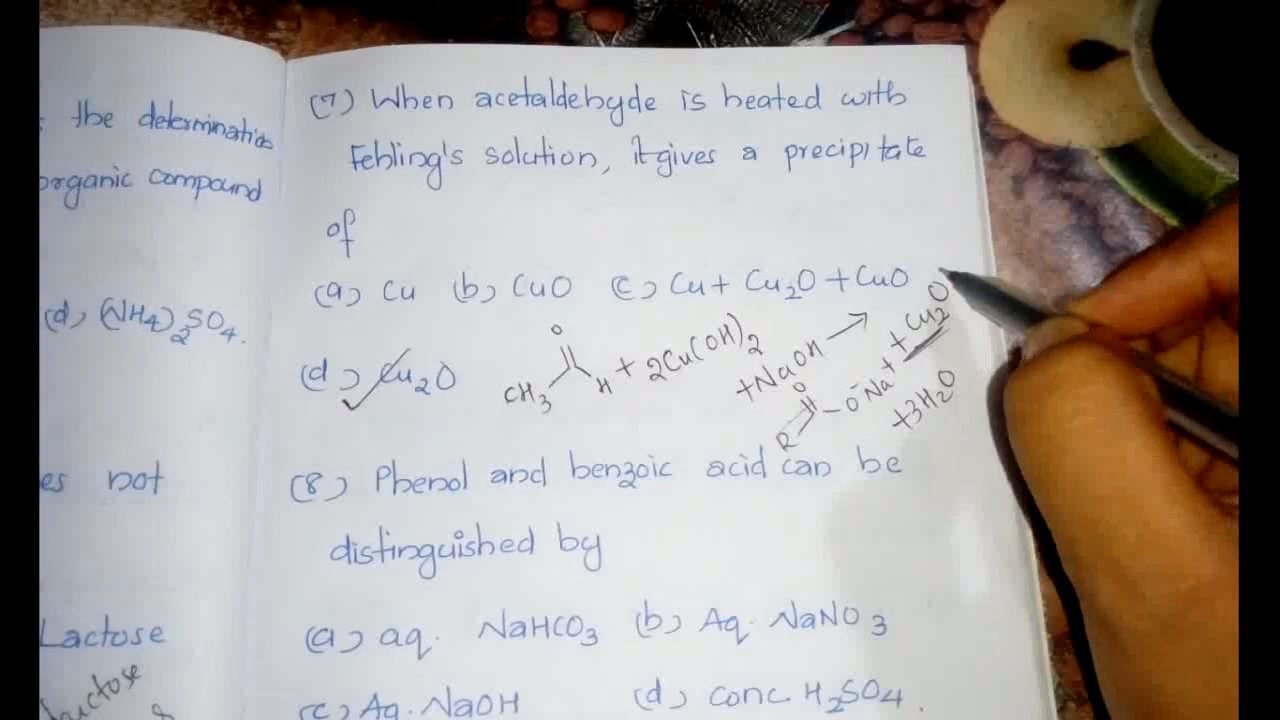 : the determination
organic compound
(d) (NH4)2SO4.
es not
Lactose
lactose
(7) When acetaldehyde is heated with
Fehling's solution, it gives a precipitate
of
(a) Cu (b) CuO (c) Cu + Cu2O + CuO
(d) Cu2O
CH3 O H + 2Cu(OH)2
+NaOH →
R O – O⁻Na+ + Cu2O
+3H2O
(8) Phenol and benzoic acid can be
distinguished by
(a) aq. NaHCO3 (b) Aq. NaNO3
(c) Aq. NaOH (d) conc H2SO4.